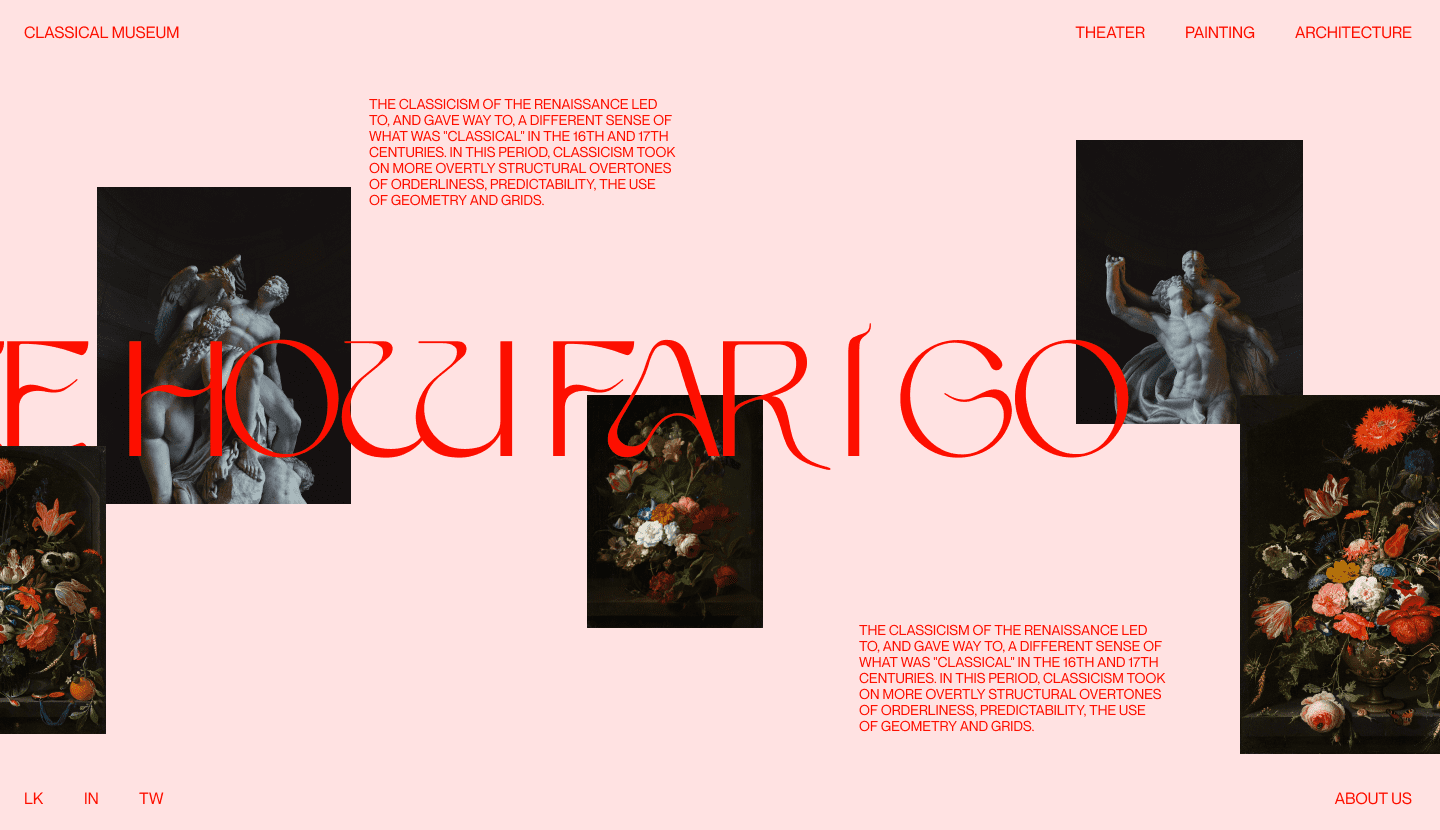 CLASSICAL MUSEUM
THEATER
PAINTING
ARCHITECTURE
THE CLASSICISM OF THE RENAISSANCE LED
TO, AND GAVE WAY TO, A DIFFERENT SENSE OF
WHAT WAS "CLASSICAL" IN THE 16TH AND 17TH
CENTURIES. IN THIS PERIOD, CLASSICISM TOOK
ON MORE OVERTLY STRUCTURAL OVERTONES
OF ORDERLINESS, PREDICTABILITY, THE USE
OF GEOMETRY AND GRIDS.
E HOW FAR I GO
THE CLASSICISM OF THE RENAISSANCE LED
TO, AND GAVE WAY TO, A DIFFERENT SENSE OF
WHAT WAS "CLASSICAL" IN THE 16TH AND 17TH
CENTURIES. IN THIS PERIOD, CLASSICISM TOOK
ON MORE OVERTLY STRUCTURAL OVERTONES
OF ORDERLINESS, PREDICTABILITY, THE USE
OF GEOMETRY AND GRIDS.
LK
IN
TW
ABOUT US